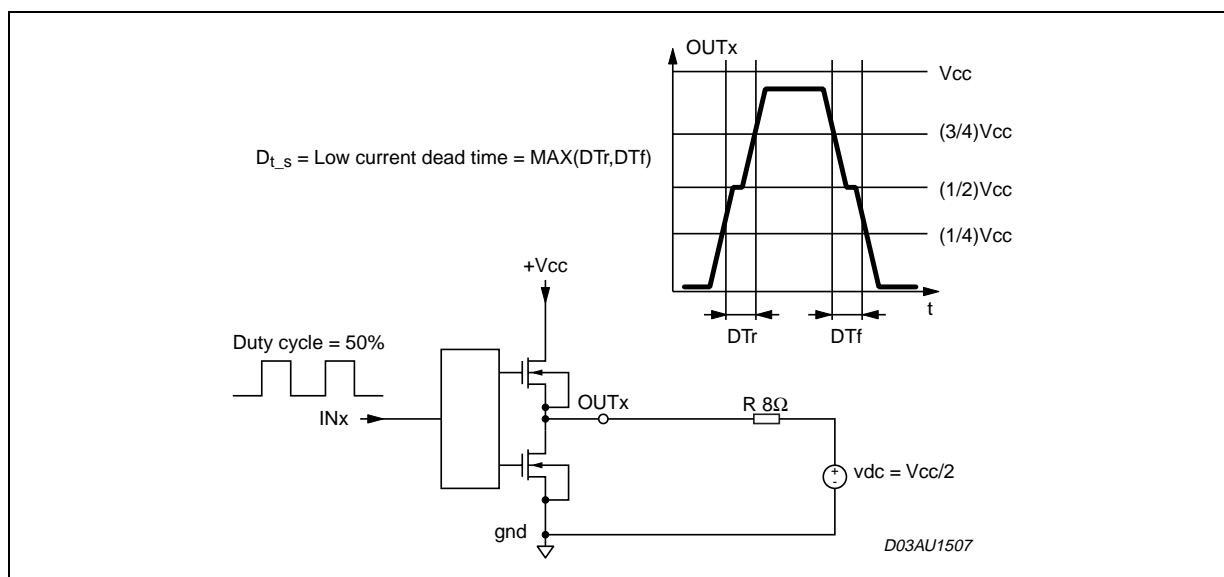 OUTx
Vcc
(3/4)Vcc
D_t_s = Low current dead time = MAX(DTr,DTf)
(1/2)Vcc
(1/4)Vcc
+Vcc
t
DTr
DTf
Duty cycle = 50%
OUTx
R 8Ω
INx
+
-
vdc = Vcc/2
gnd
D03AU1507